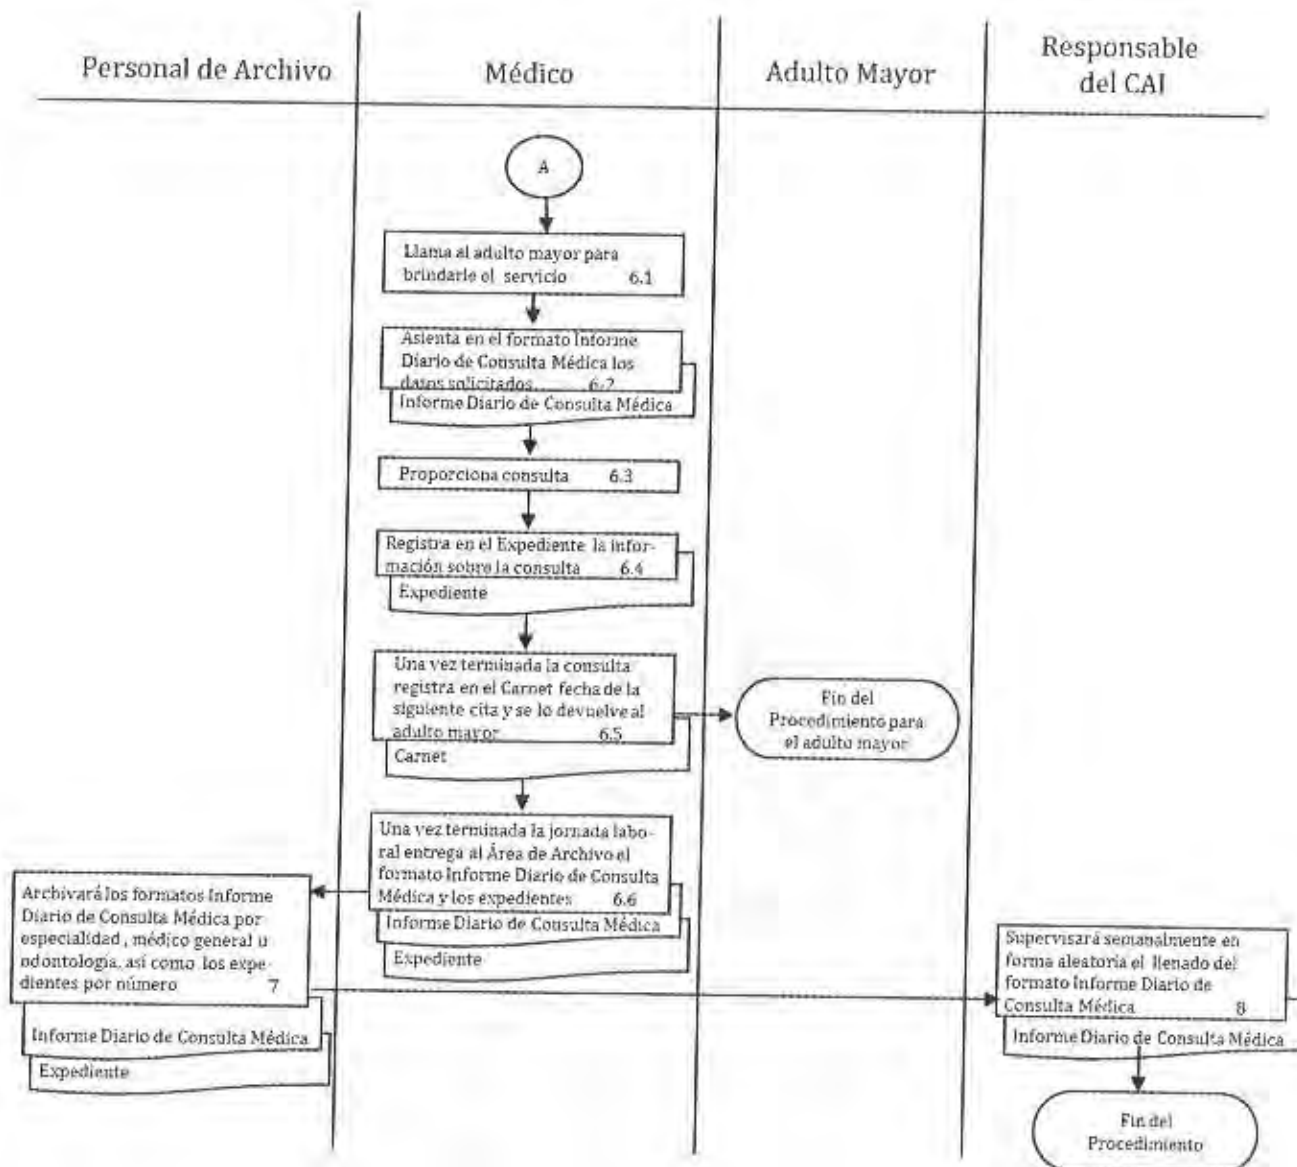 Personal de Archivo
Médico
Adulto Mayor
Responsable
del CAI
A
Llama al adulto mayor para
brindarle el servicio 6.1
Asienta en el formato Informe
Diario de Consulta Médica los
datos solicitados 6.2
Informe Diario de Consulta Médica
Proporciona consulta 6.3
Registra en el Expediente la infor-
mación sobre la consulta 6.4
Expediente
Una vez terminada la consulta
registra en el Carnet fecha de la
siguiente cita y se lo devuelve al
adulto mayor 6.5
Carnet
Fin del
Procedimiento para
el adulto mayor
Una vez terminada la jornada labo-
ral entrega al Área de Archivo el
formato Informe Diario de Consulta
Médica y los expedientes 6.6
Informe Diario de Consulta Médica
Expediente
Archivará los formatos Informe
Diario de Consulta Médica por
especialidad, médico general u
odontología, así como los expe-
dientes por número 7
Informe Diario de Consulta Médica
Expediente
Supervisará semanalmente en
forma aleatoria el llenado del
formato Informe Diario de
Consulta Médica 8
Informe Diario de Consulta Médica
Fin del
Procedimiento